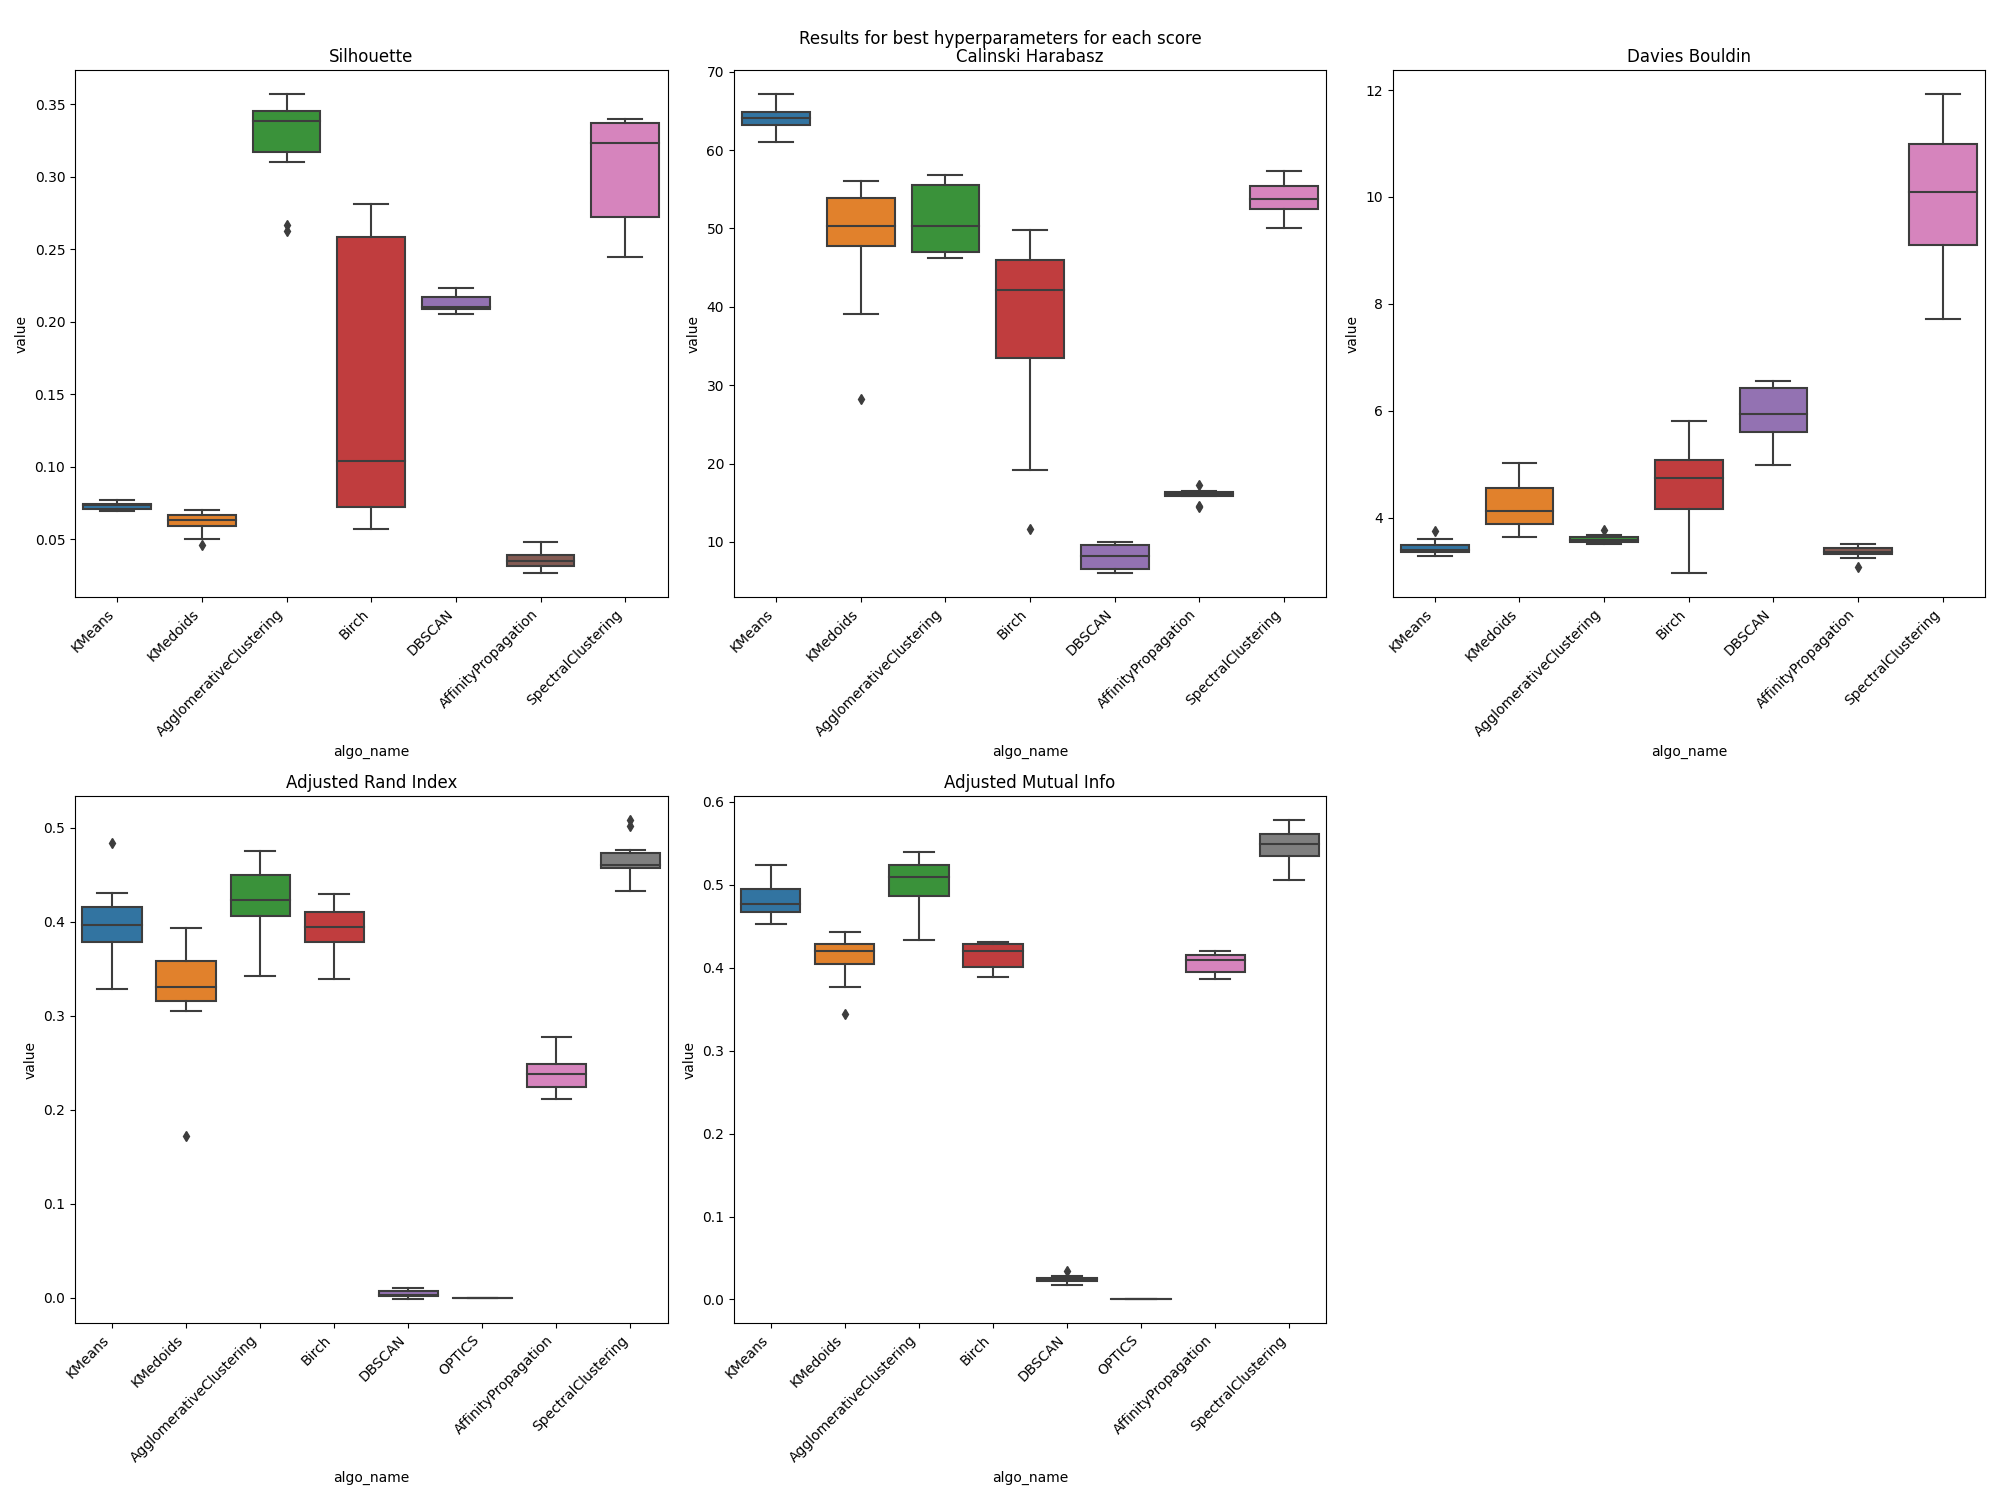 Results for best hyperparameters for each score
Silhouette
value
0.35
0.30
0.25
0.20
0.15
0.10
0.05
KMeans
KMedoids
AgglomerativeClustering
Birch
DBSCAN
AffinityPropagation
SpectralClustering
algo_name
Calinski Harabasz
value
70
60
50
40
30
20
10
KMeans
KMedoids
AgglomerativeClustering
Birch
DBSCAN
AffinityPropagation
SpectralClustering
algo_name
Davies Bouldin
value
12
10
8
6
4
KMeans
KMedoids
AgglomerativeClustering
Birch
DBSCAN
AffinityPropagation
SpectralClustering
algo_name
Adjusted Rand Index
value
0.5
0.4
0.3
0.2
0.1
0.0
KMeans
KMedoids
AgglomerativeClustering
Birch
DBSCAN
OPTICS
AffinityPropagation
SpectralClustering
algo_name
Adjusted Mutual Info
value
0.6
0.5
0.4
0.3
0.2
0.1
0.0
KMeans
KMedoids
AgglomerativeClustering
Birch
DBSCAN
OPTICS
AffinityPropagation
SpectralClustering
algo_name